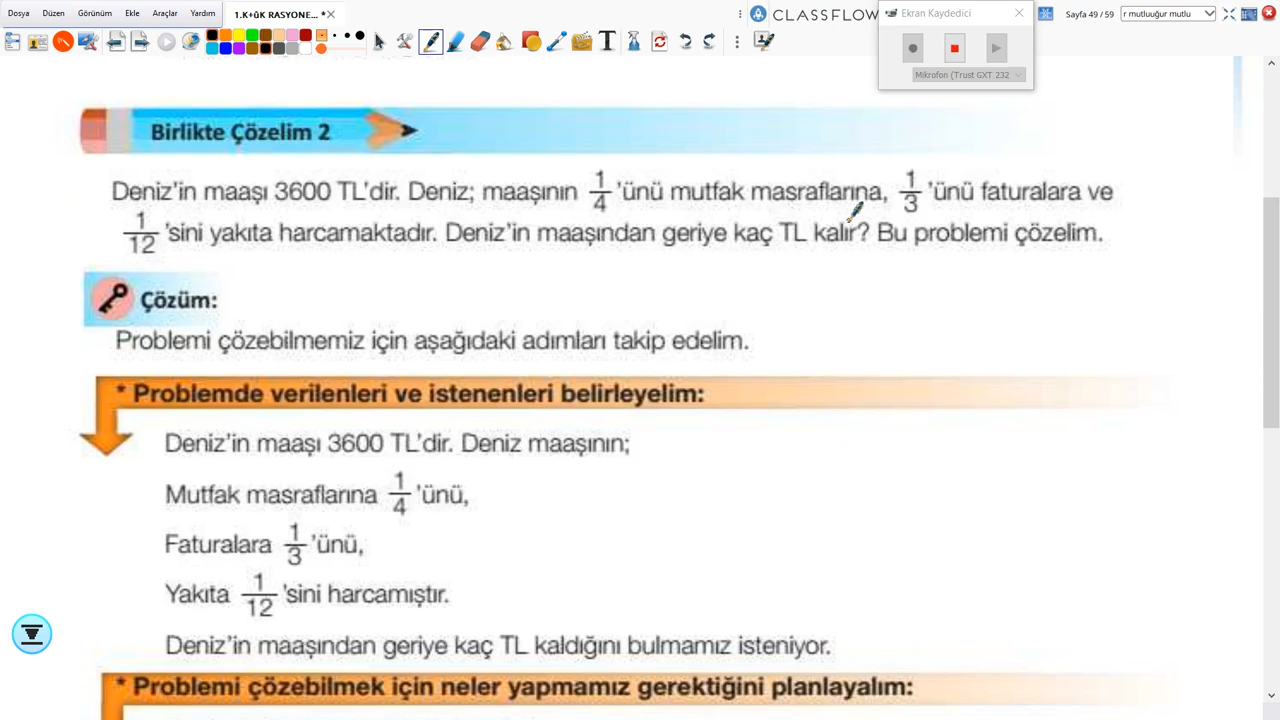 Dosya Düzen Görünüm Ekle Araçlar Yardım
1.K+ûK RASYONE... *
CLASSFLOW
Ekran Kaydedici
Sayfa 49 / 59
r mutluuğur mutlu
Mikrofon (Trust GXT 232
Birlikte Çözelim 2
Deniz'in maaşı 3600 TL'dir. Deniz; maaşının 1/4 'ünü mutfak masraflarına, 1/3 'ünü faturalara ve
1/12 'sini yakıta harcamaktadır. Deniz'in maaşından geriye kaç TL kalır? Bu problemi çözelim.
Çözüm:
Problemi çözebilmemiz için aşağıdaki adımları takip edelim.
* Problemde verilenleri ve istenenleri belirleyelim:
Deniz'in maaşı 3600 TL'dir. Deniz maaşının;
Mutfak masraflarına 1/4 'ünü,
Faturalara 1/3 'ünü,
Yakıta 1/12 'sini harcamıştır.
Deniz'in maaşından geriye kaç TL kaldığını bulmamız isteniyor.
* Problemi çözebilmek için neler yapmamız gerektiğini planlayalım: